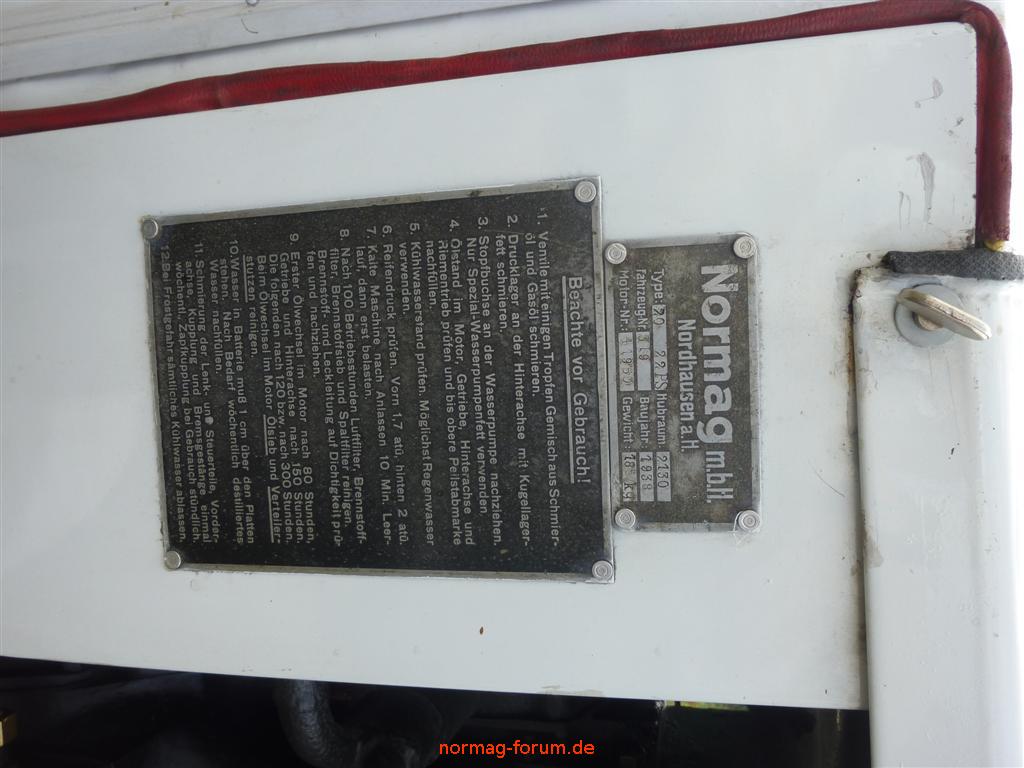 Normag m.b.H.
Nordhausen a.H.
Type: 20 22 PS Hubraum: 2130
Fahrzeug-Nr. 319 Baujahr: 1938
Motor-Nr. Gewicht: kg.
Beachte vor Gebrauch!
1. Ventile mit einigen Tropfen Gemisch aus Schmier-
öl und Gasöl schmieren.
2. Drucklager an der Hinterachse mit Kugellager-
fett schmieren.
3. Stopfbuchse an der Wasserpumpe nachziehen.
Nur Spezial-Wasserpumpenfett verwenden.
4. Ölstand im Motor, Getriebe, Hinterachse und
Riementrieb prüfen und bis obere Peilstabmarke
nachfüllen.
5. Kühlwasserstand prüfen. Möglichst Regenwasser
verwenden.
6. Reifendruck prüfen. Vorn 1,7 atü, hinten 2 atü.
7. Kalte Maschine nach Anlassen 10 Min. Leer-
lauf, dann erst belasten.
8. Nach 100 Betriebsstunden Luftfilter, Brennstoff-
filter, Brennstoffsieb und Spaltfilter reinigen.
Brennstoff- und Leckleitung auf Dichtigkeit prü-
fen und nachziehen.
9. Erster Ölwechsel im Motor nach 80 Stunden,
Getriebe und Hinterachse nach 150 Stunden.
Die folgenden nach 120 bzw. nach 300 Stunden.
Beim Ölwechsel im Motor Ölsieb und Verteiler-
stutzen reinigen.
10. Wasser in Batterie muß 1 cm über den Platten
stehen. Nach Bedarf wöchentlich destilliertes
Wasser nachfüllen.
11. Schmierung der Lenk- und Steuerteile, Vorder-
achse, Kupplung und Bremsgestänge einmal
wöchentl., Zapfkupplung bei Gebrauch stündlich
12. Bei Frostgefahr sämtliches Kühlwasser ablassen.
normag-forum.de